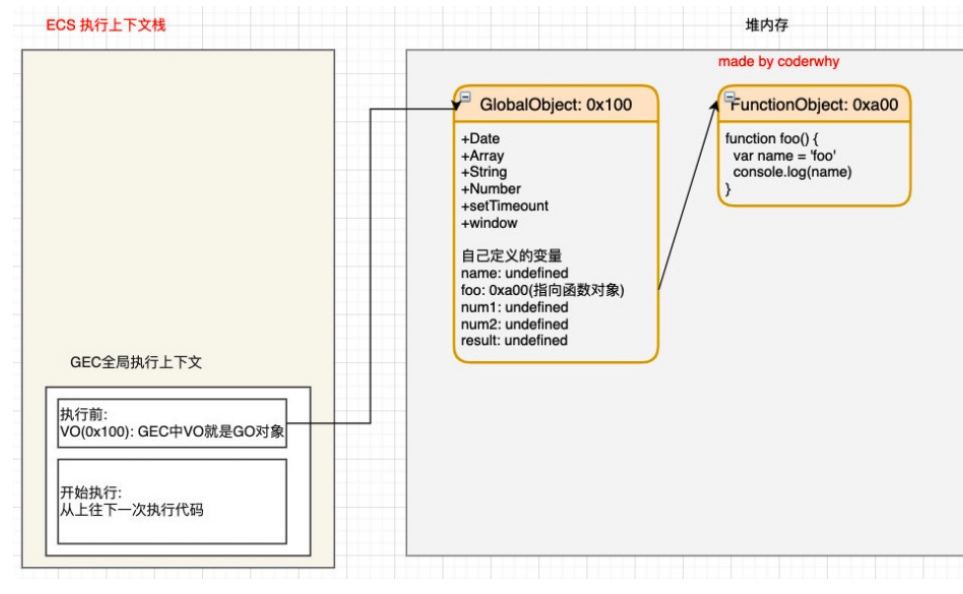 ECS 执行上下文栈
堆内存
made by coderwhy
GlobalObject: 0x100
+Date
+Array
+String
+Number
+setTimeount
+window
自己定义的变量
name: undefined
foo: 0xa00(指向函数对象)
num1: undefined
num2: undefined
result: undefined
FunctionObject: 0xa00
function foo() {
var name = 'foo'
console.log(name)
}
GEC全局执行上下文
执行前:
VO(0x100): GEC中VO就是GO对象
开始执行:
从上往下一次执行代码